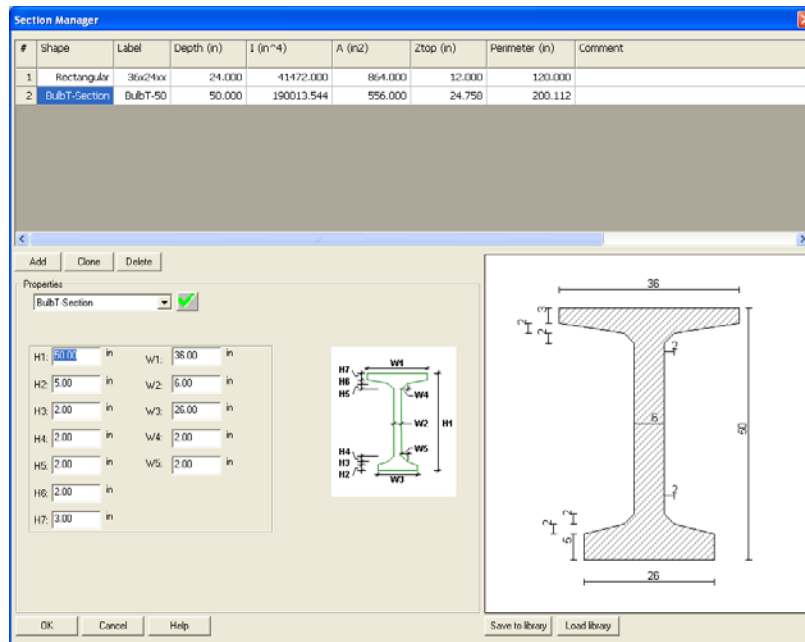 Section Manager
# Shape Label Depth (in) I (in^4) A (in2) Ztop (in) Perimeter (in) Comment
1 Rectangular 36x24xx 24.000 41472.000 864.000 12.000 120.000
2 BulbT-Section BulbT-50 50.000 190013.544 556.000 24.758 200.112
Add Clone Delete
Properties
BulbT-Section
H1: 50.00 in W1: 36.00 in
H2: 5.00 in W2: 6.00 in
H3: 2.00 in W3: 26.00 in
H4: 2.00 in W4: 2.00 in
H5: 2.00 in W5: 2.00 in
H6: 2.00 in
H7: 3.00 in
W1
H7
H6
H5
W4
W2
H1
H4
H3
H2
W5
W3
36
3
2
2
2
6
50
2
2
2
5
26
OK Cancel Help Save to library Load library